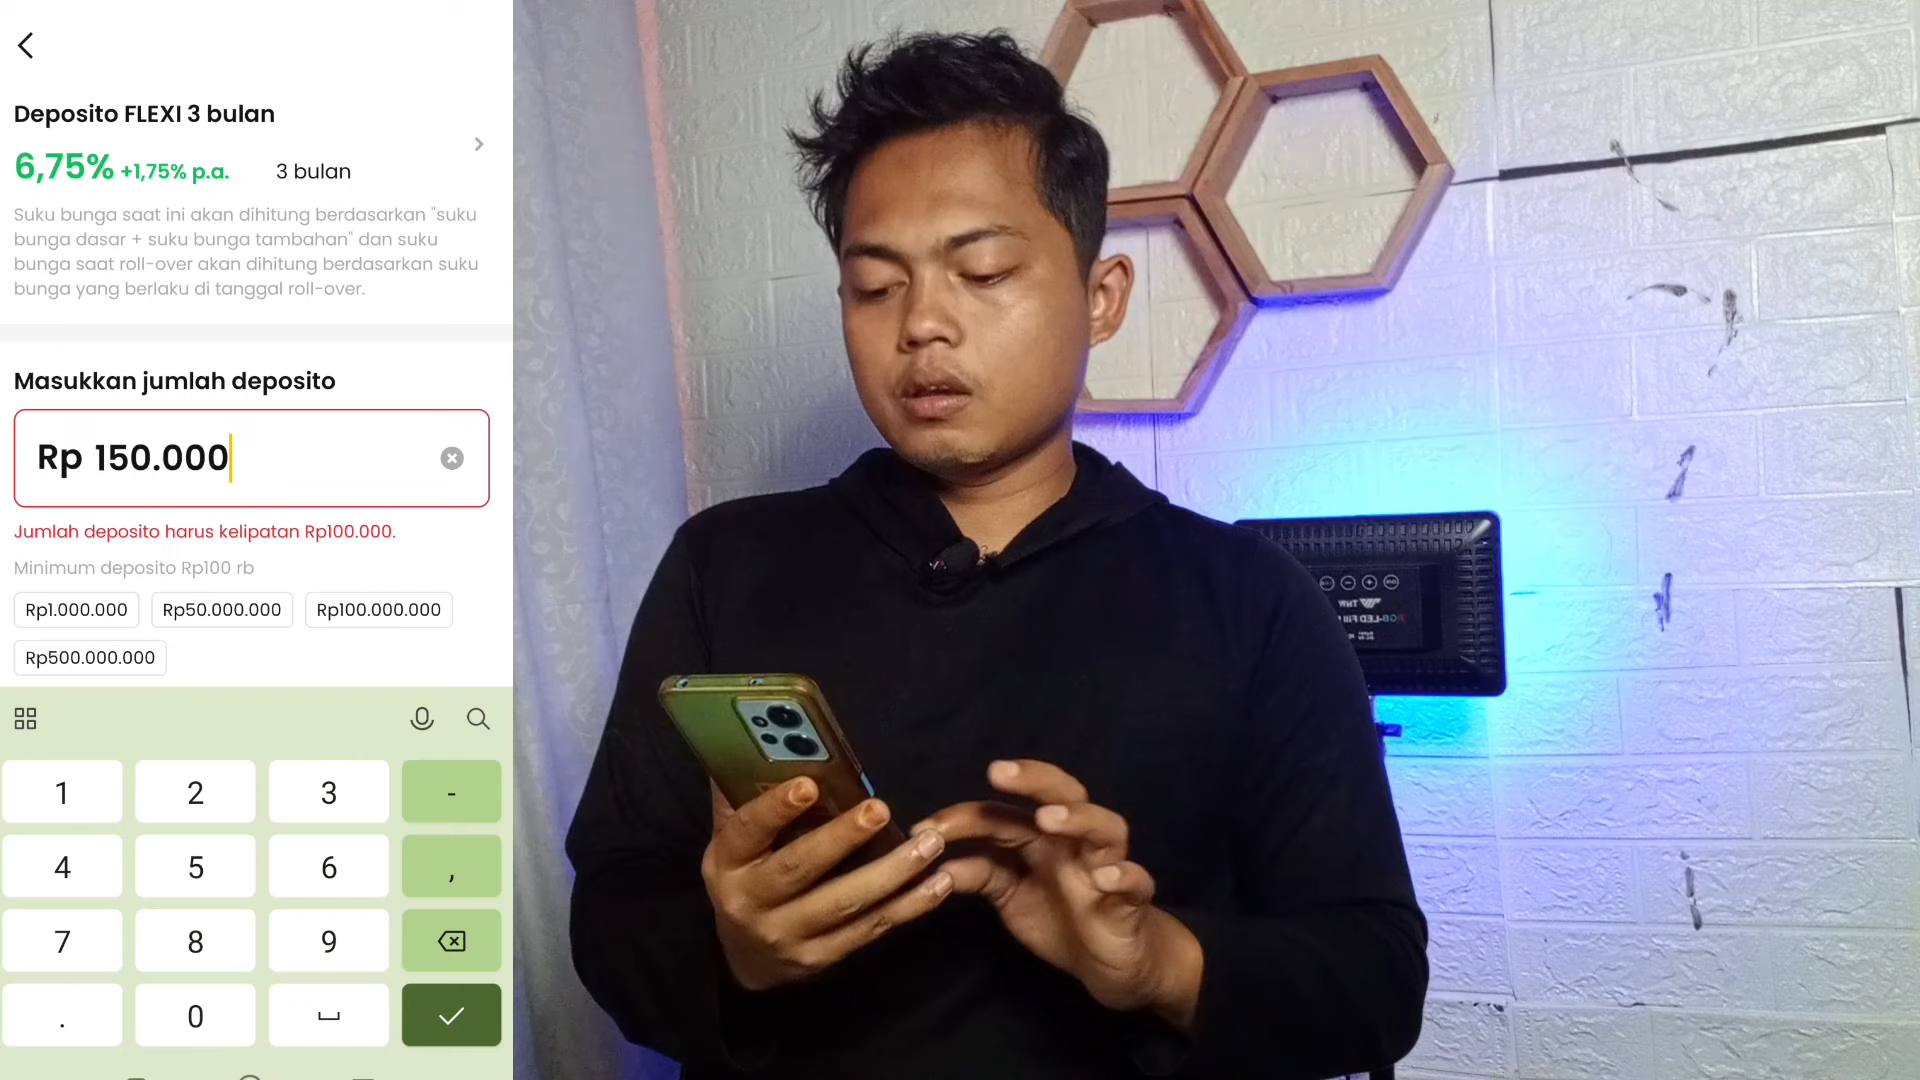 Deposito FLEXI 3 bulan
6,75% +1,75% p.a. 3 bulan
Suku bunga saat ini akan dihitung berdasarkan "suku
bunga dasar + suku bunga tambahan" dan suku
bunga saat roll-over akan dihitung berdasarkan suku
bunga yang berlaku di tanggal roll-over.
Masukkan jumlah deposito
Rp 150.000
Jumlah deposito harus kelipatan Rp100.000.
Minimum deposito Rp100 rb
Rp1.000.000 Rp50.000.000 Rp100.000.000
Rp500.000.000
1 2 3 -
4 5 6 ,
7 8 9
. 0
RGB-LED Fill